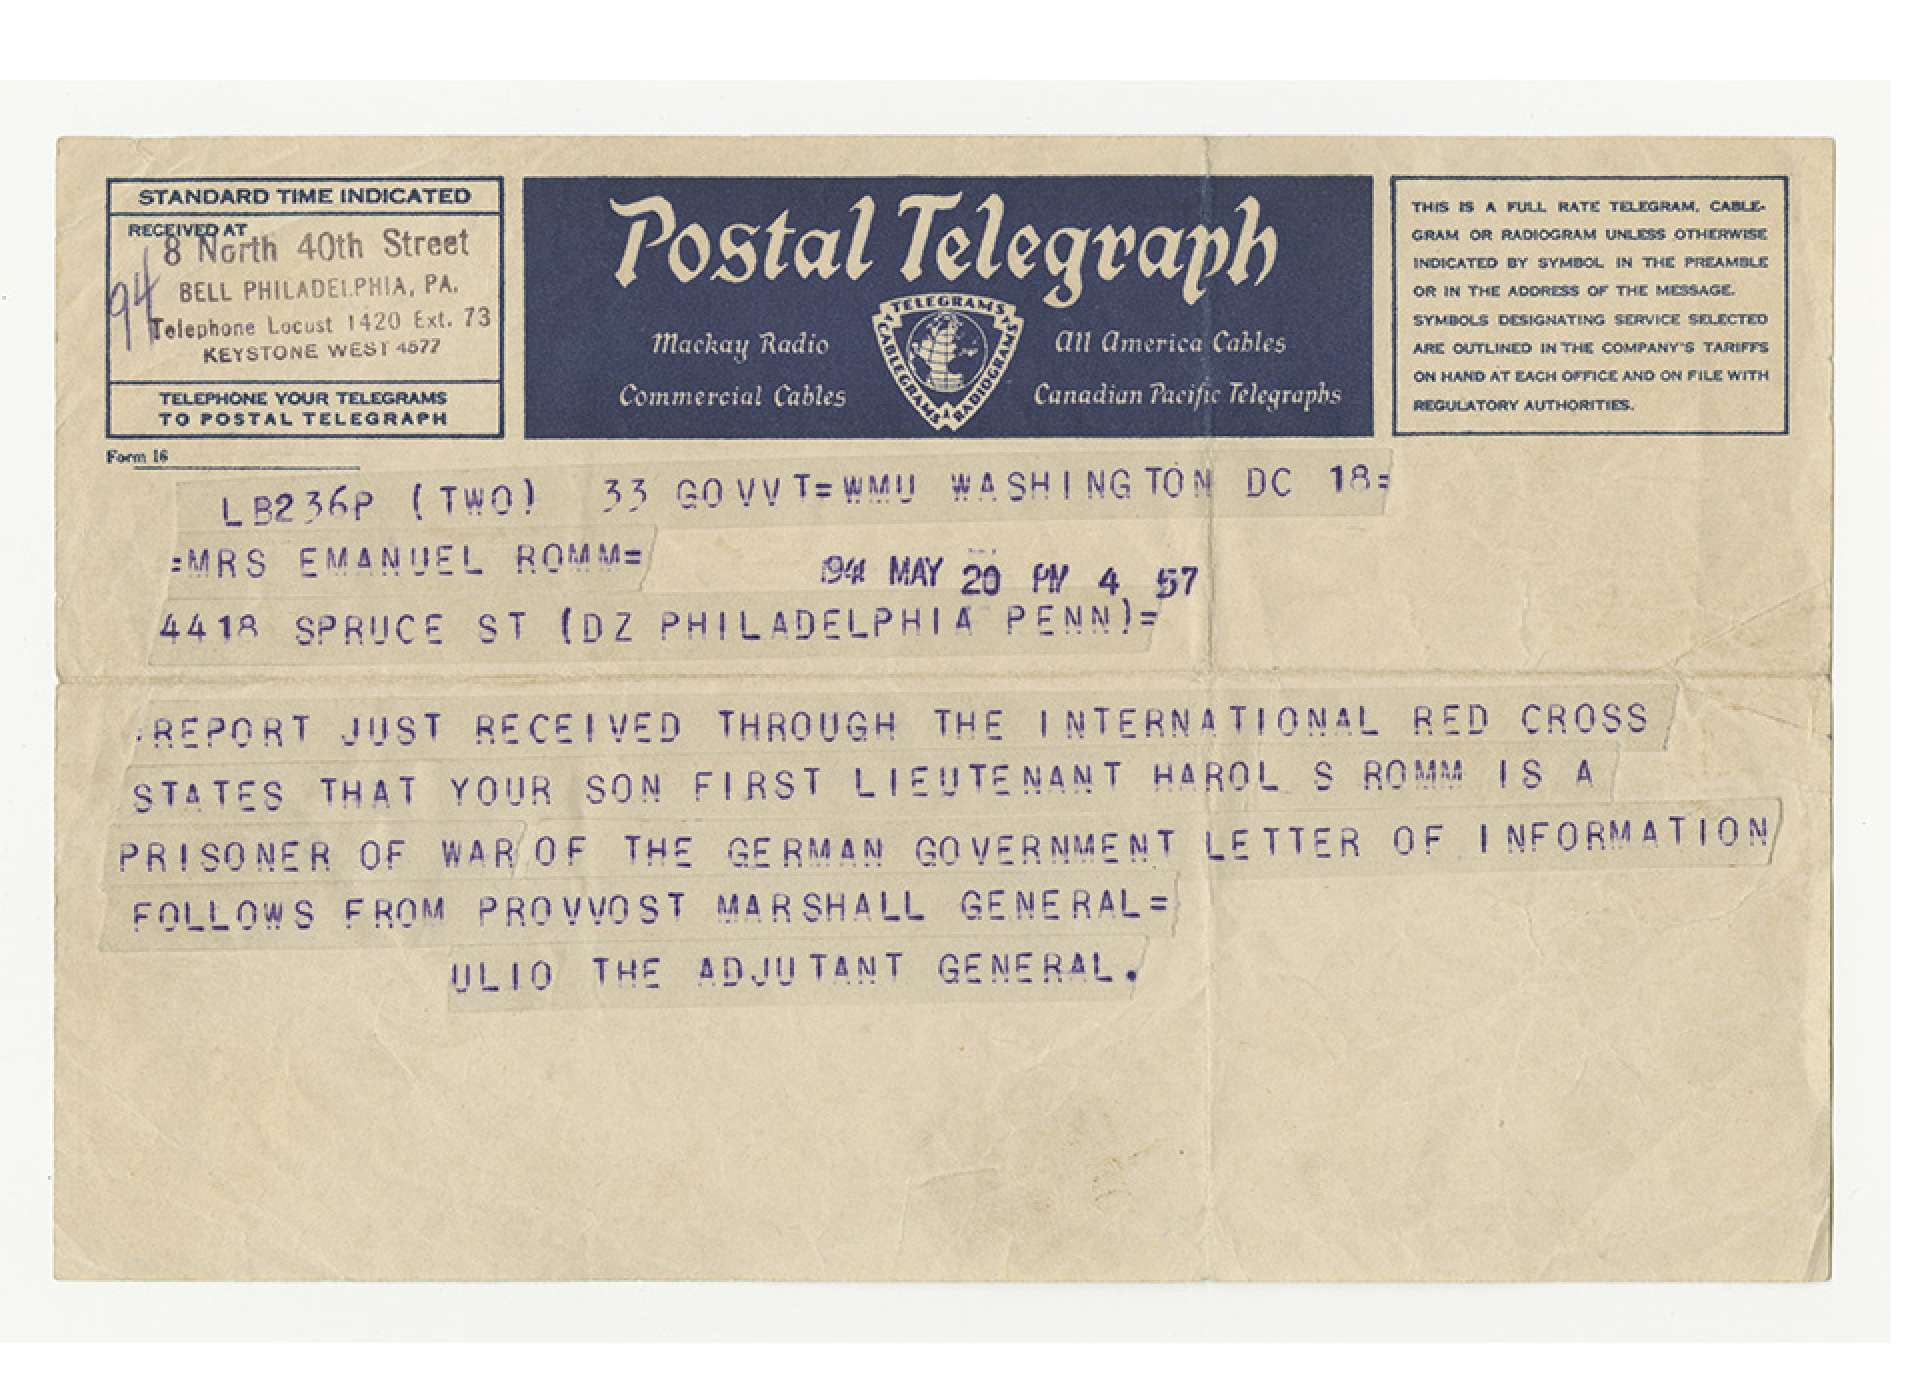 STANDARD TIME INDICATED
RECEIVED AT
8 North 40th Street
94
BELL PHILADELPHIA, PA.
Telephone Locust 1420 Ext. 73
KEYSTONE WEST 4577
TELEPHONE YOUR TELEGRAMS
TO POSTAL TELEGRAPH
Form 16
Postal Telegraph
Mackay Radio
All America Cables
Commercial Cables
Canadian Pacific Telegraphs
TELEGRAMS
CABLEGRAMS
RADIOGRAMS
THIS IS A FULL RATE TELEGRAM, CABLE-
GRAM OR RADIOGRAM UNLESS OTHERWISE
INDICATED BY SYMBOL IN THE PREAMBLE
OR IN THE ADDRESS OF THE MESSAGE.
SYMBOLS DESIGNATING SERVICE SELECTED
ARE OUTLINED IN THE COMPANY'S TARIFFS
ON HAND AT EACH OFFICE AND ON FILE WITH
REGULATORY AUTHORITIES.
LB236P (TWO) 33 GOVVT=WMU WASHINGTON DC 18=
=MRS EMANUEL ROMM=
MAY 20 PM 4 57
4418 SPRUCE ST (DZ PHILADELPHIA PENN)=
REPORT JUST RECEIVED THROUGH THE INTERNATIONAL RED CROSS
STATES THAT YOUR SON FIRST LIEUTENANT HAROL S ROMM IS A
PRISONER OF WAR OF THE GERMAN GOVERNMENT LETTER OF INFORMATION
FOLLOWS FROM PROVVOST MARSHALL GENERAL=
ULIO THE ADJUTANT GENERAL.